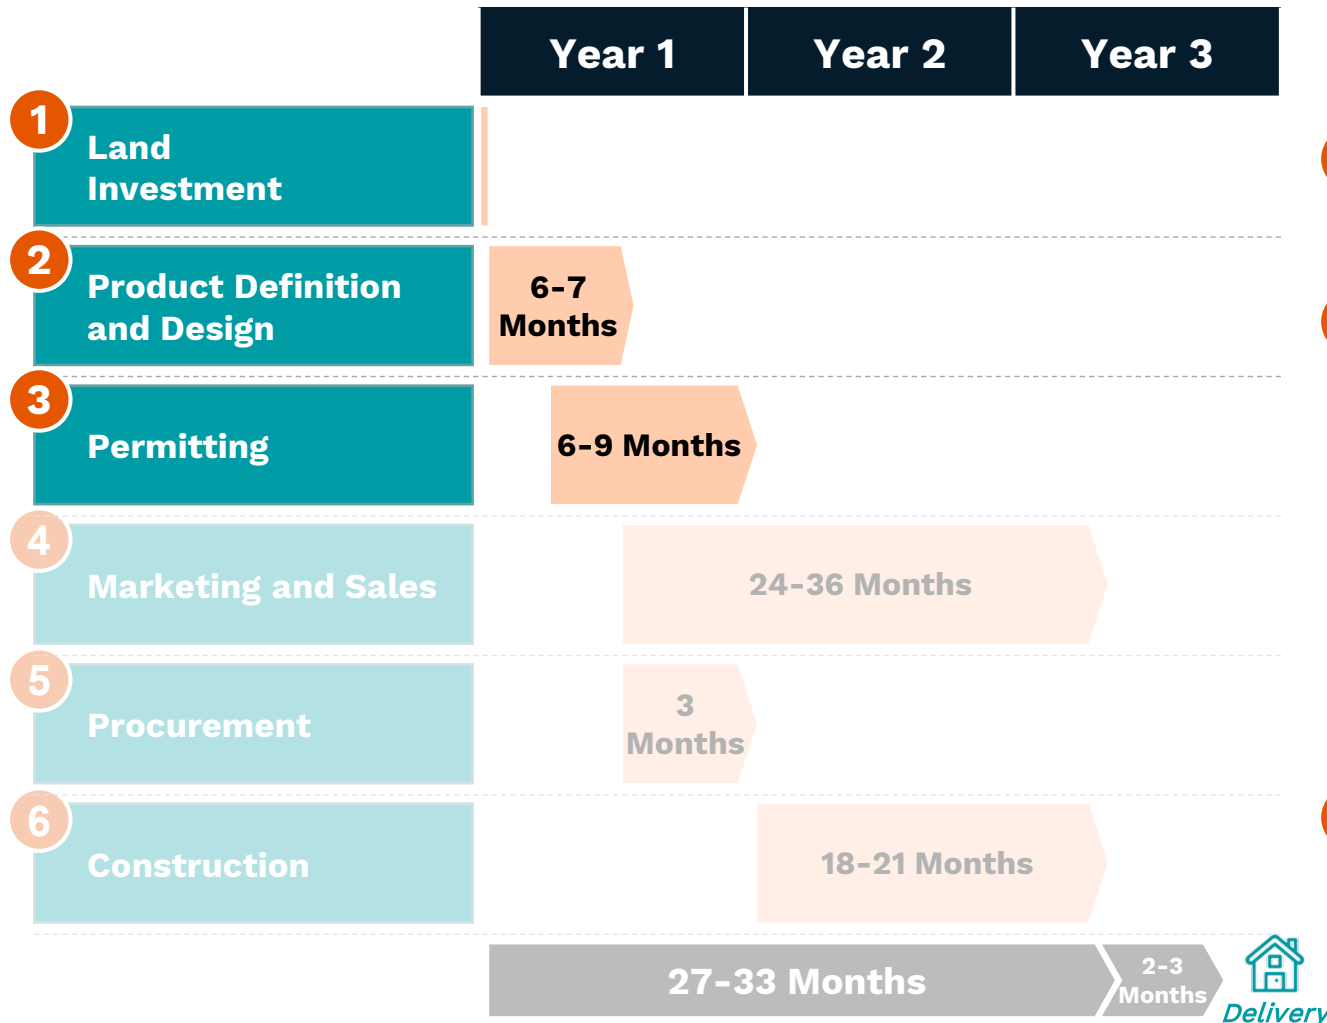 Year 1
Year 2
Year 3
1
Land
Investment
2
Product Definition
and Design
6-7
Months
3
Permitting
6-9 Months
4
Marketing and Sales
24-36 Months
5
Procurement
3
Months
6
Construction
18-21 Months
27-33 Months
2-3
Months
Delivery